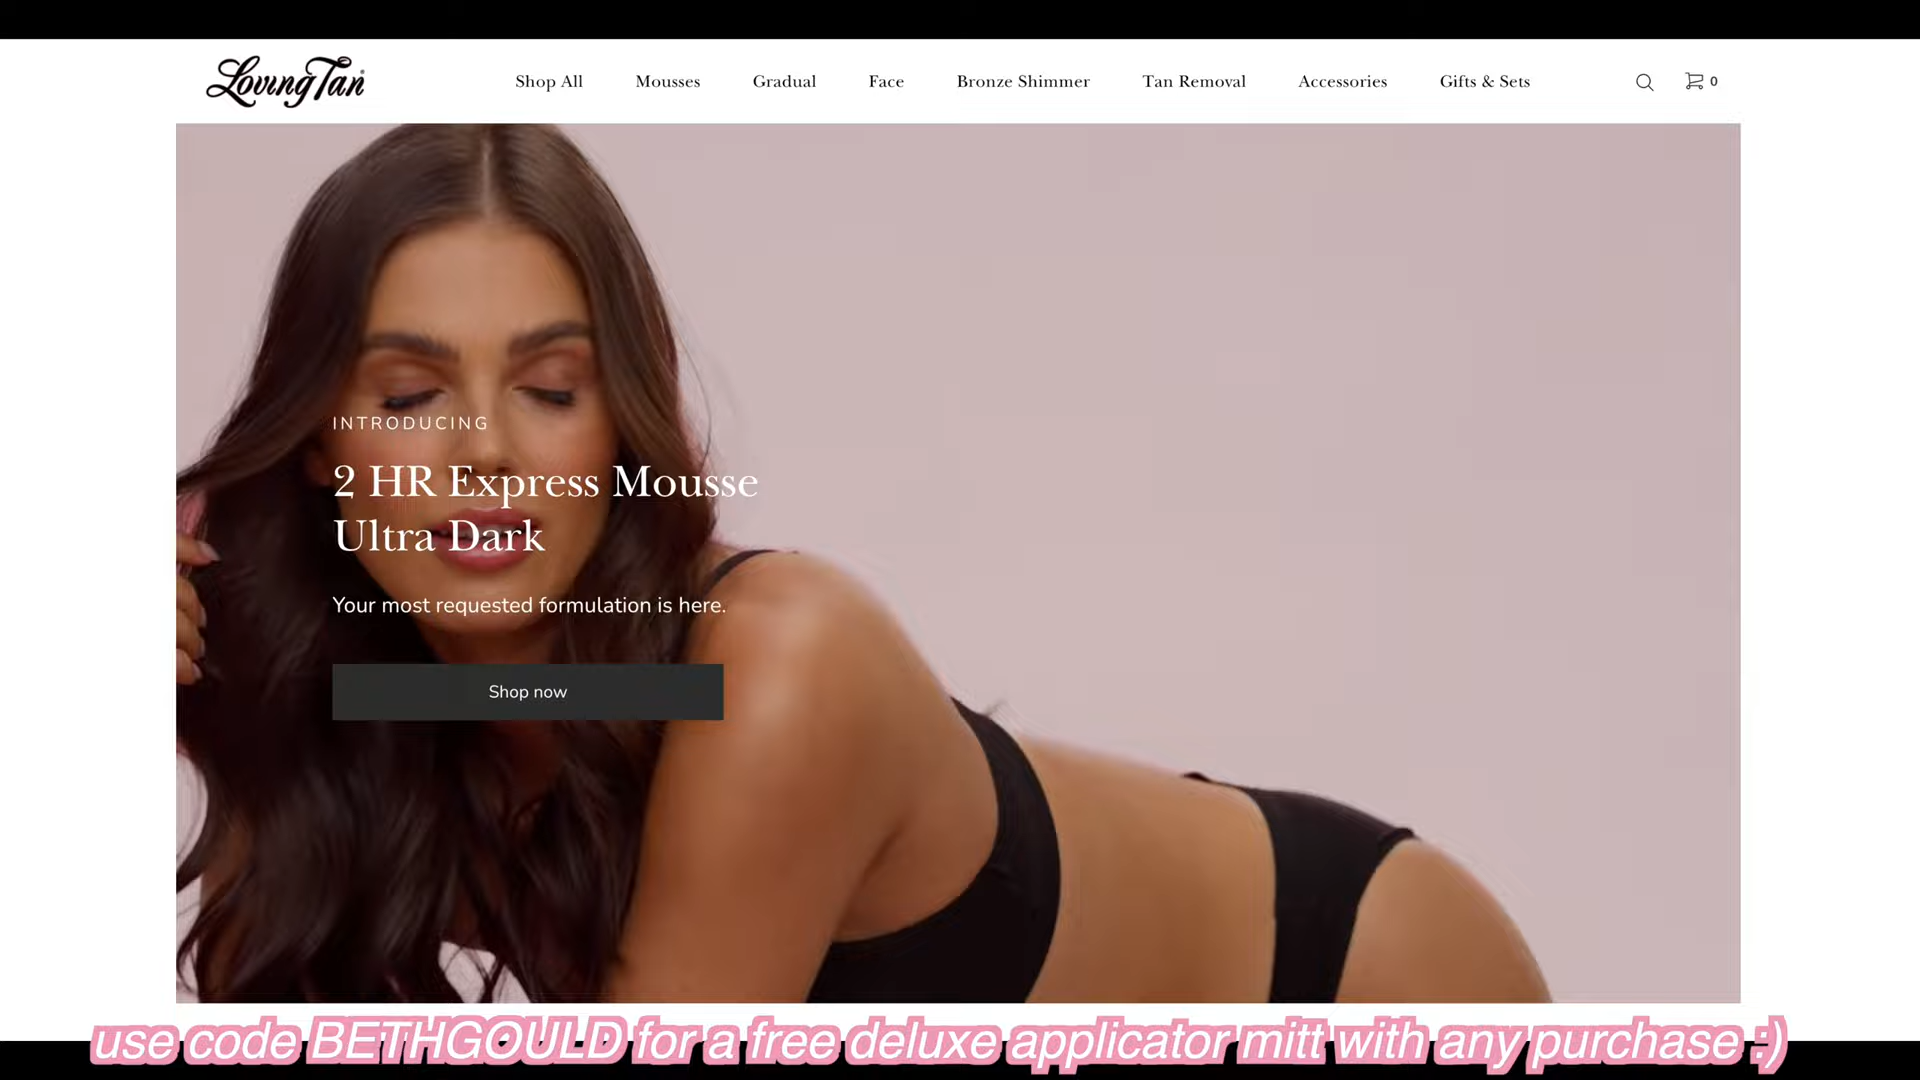 Loving Tan
Shop All Mousses Gradual Face Bronze Shimmer Tan Removal Accessories Gifts & Sets 0
INTRODUCING
2 HR Express Mousse
Ultra Dark
Your most requested formulation is here.
Shop now
use code BETHGOULD for a free deluxe applicator mitt with any purchase :)